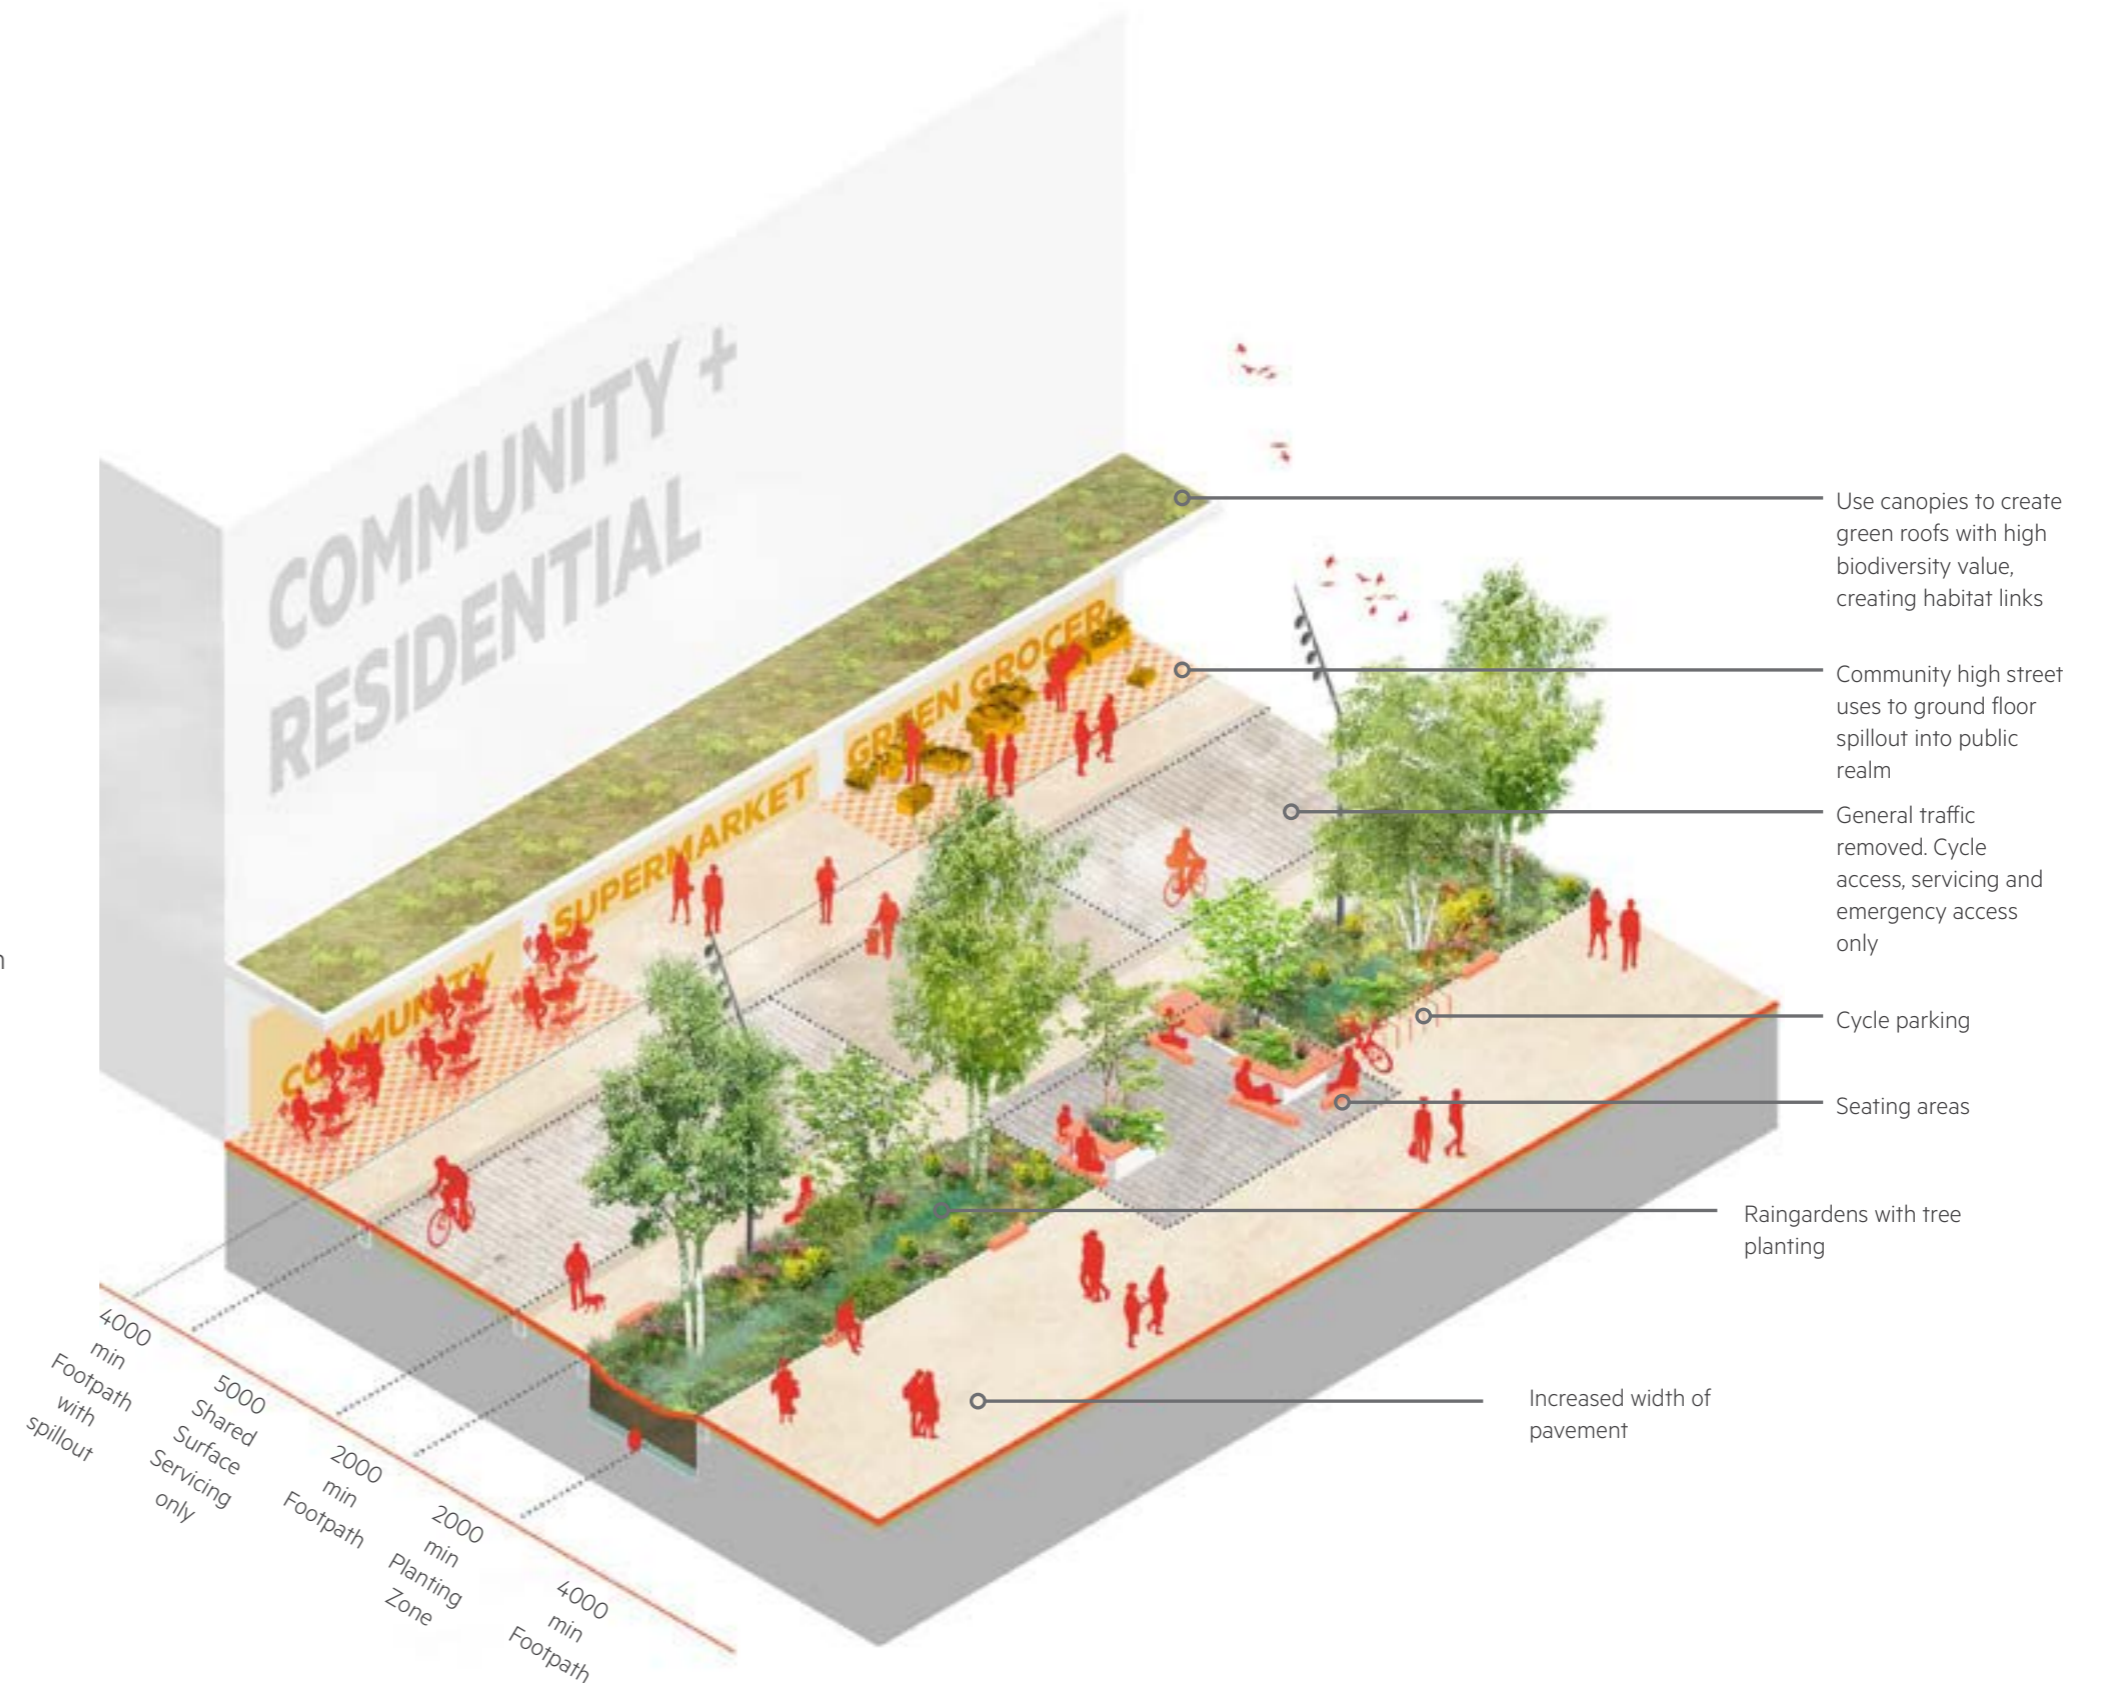 COMMUNITY +
RESIDENTIAL
GREEN GROCER
SUPERMARKET
COMMUNITY
Use canopies to create
green roofs with high
biodiversity value,
creating habitat links
Community high street
uses to ground floor
spillout into public
realm
General traffic
removed. Cycle
access, servicing and
emergency access
only
Cycle parking
Seating areas
Raingardens with tree
planting
Increased width of
pavement
4000
min
Footpath
with
spillout
5000
Shared
Surface
Servicing
only
2000
min
Footpath
2000
min
Planting
Zone
4000
min
Footpath